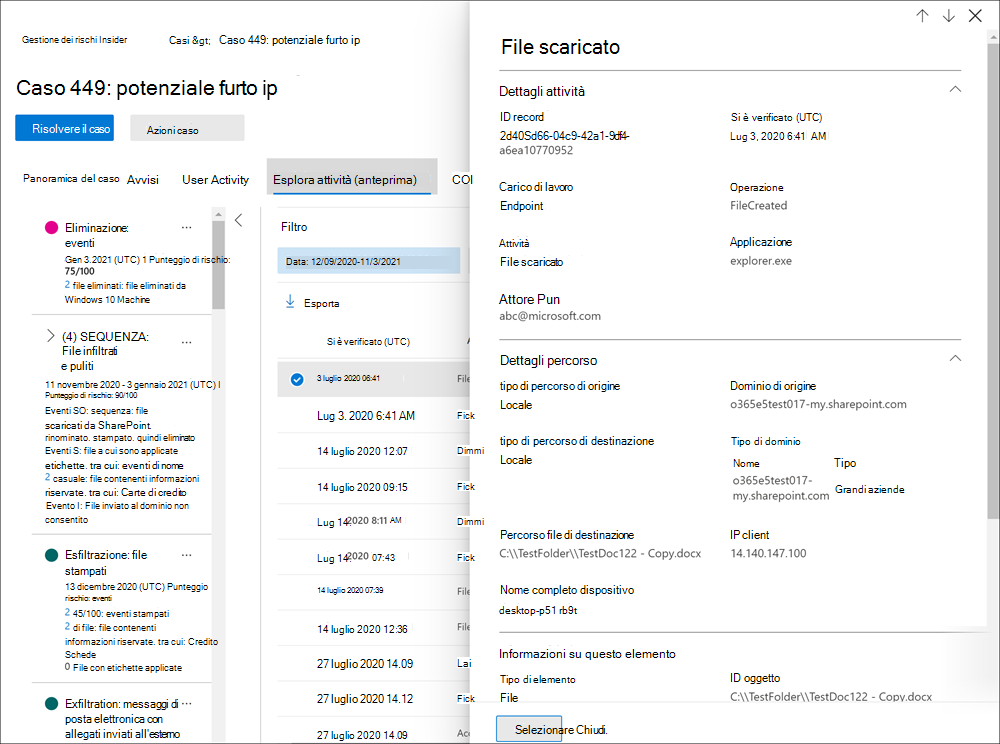 Gestione dei rischi Insider
Casi &gt; Caso 449: potenziale furto ip
Caso 449: potenziale furto ip
Risolvere il caso
Azioni caso
Panoramica del caso
Avvisi
User Activity
Esplora attività (anteprima)
COI
Eliminazione:
eventi
Gen 3.2021 (UTC) 1 Punteggio di rischio:
75/100
2 file eliminati: file eliminati da
Windows 10 Machine
(4) SEQUENZA:
File infiltrati
e puliti
11 novembre 2020 - 3 gennaio 2021 (UTC) I
Punteggio di rischio: 90/100
Eventi SO: sequenza: file
scaricati da SharePoint.
rinominato. stampato. quindi eliminato
Eventi S: file a cui sono applicate
etichette. tra cui: eventi di nome
2 casuale: file contenenti informazioni
riservate. tra cui: Carte di credito
Evento I: File inviato al dominio non
consentito
Esfiltrazione: file
stampati
13 dicembre 2020 (UTC) Punteggio
rischio: eventi
2 45/100: eventi stampati
2 di file: file contenenti
informazioni riservate. tra cui: Credito
Schede
0 File con etichette applicate
Exfiltration: messaggi di
posta elettronica con
allegati inviati all'esterno
Filtro
Data: 12/09/2020-11/3/2021
Esporta
Si è verificato (UTC)
3 luglio 2020 06:41 File
Lug 3. 2020 6:41 AM Fick
14 luglio 2020 12:07 Dimmi
14 luglio 2020 09:15 Fick
Lug 14, 2020 8:11 AM Dimmi
Lug 14, 2020 07:43 Fick
14 luglio 2020 07:39 File
14 luglio 2020 12:36 File
27 luglio 2020 14.09 Lai
27 luglio 2020 14.12 Fick
27 luglio 2020 14.09 Acc
File scaricato
Dettagli attività
ID record
2d40Sd66-04c9-42a1-9df4-
a6ea10770952
Si è verificato (UTC)
Lug 3, 2020 6:41 AM
Carico di lavoro
Endpoint
Operazione
FileCreated
Attività
File scaricato
Applicazione
explorer.exe
Attore Pun
abc@microsoft.com
Dettagli percorso
tipo di percorso di origine
Locale
Dominio di origine
o365e5test017-my.sharepoint.com
tipo di percorso di destinazione
Locale
Tipo di dominio
Nome
o365e5test017-
my.sharepoint.com
Tipo
Grandi aziende
Percorso file di destinazione
C:\\TestFolder\\TestDoc122 - Copy.docx
IP client
14.140.147.100
Nome completo dispositivo
desktop-p51 rb9t
Informazioni su questo elemento
Tipo di elemento
File
ID oggetto
C:\\TestFolder\\TestDoc122 - Copy.docx
Selezionare Chiudi.